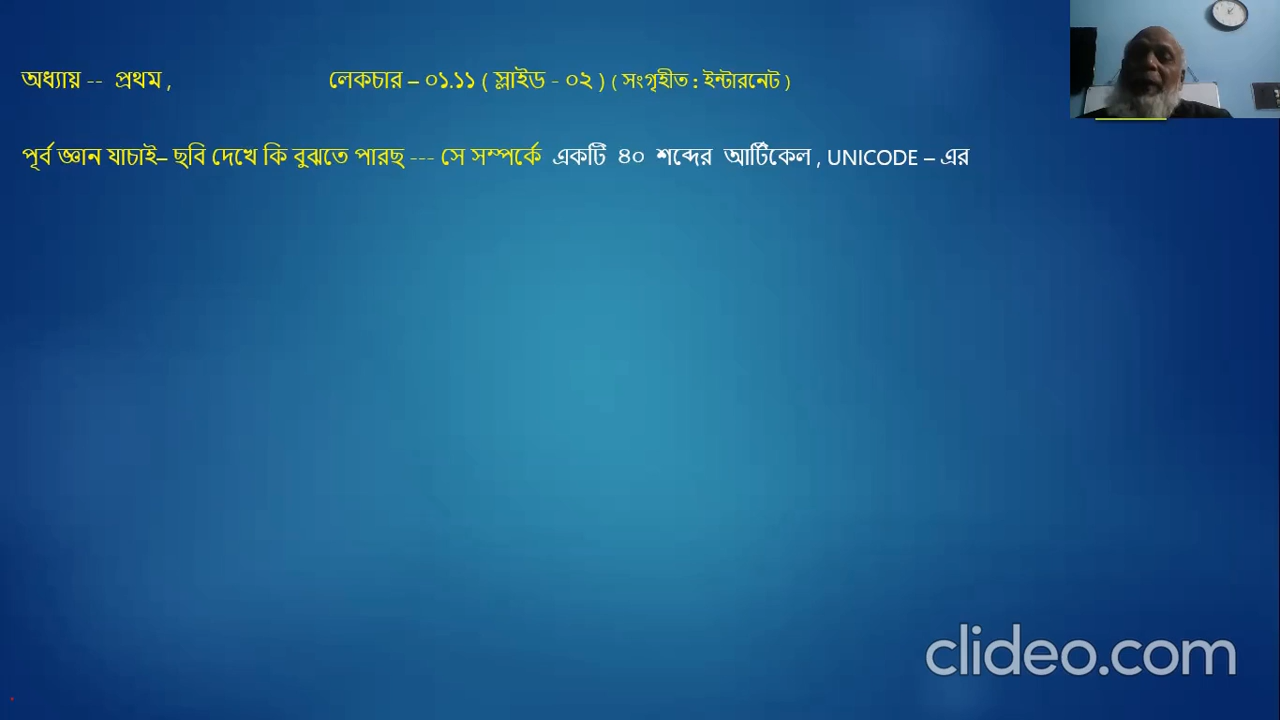 অধ্যায় -- প্রথম , লেকচার – ০১.১১ ( স্লাইড - ০২ ) ( সংগৃহীত : ইন্টারনেট )
পূর্ব জ্ঞান যাচাই– ছবি দেখে কি বুঝতে পারছ --- সে সম্পর্কে একটি ৪০ শব্দের আর্টিকেল , UNICODE – এর
clideo.com